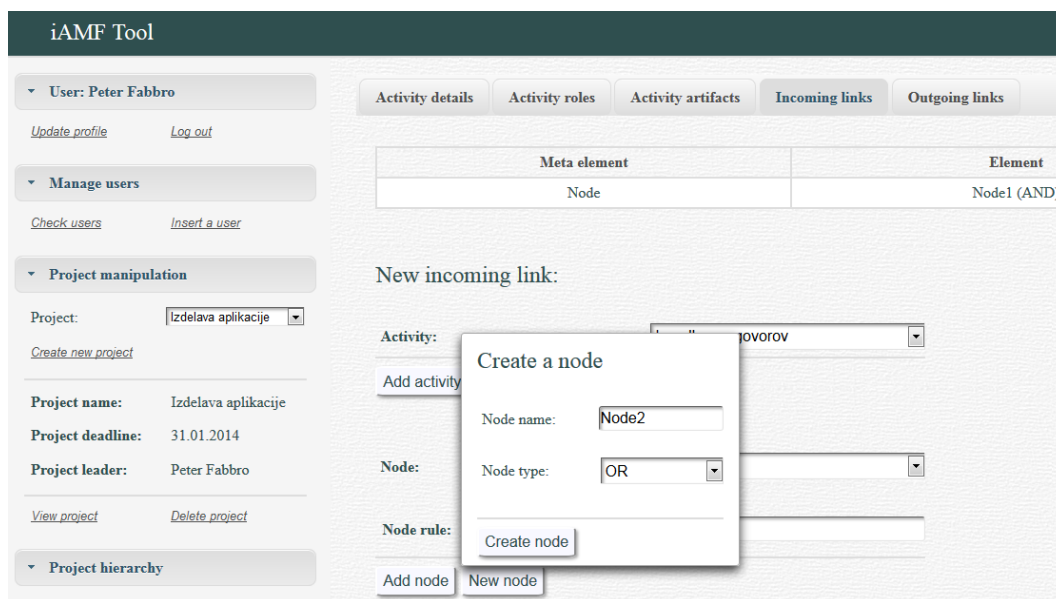 iAMF Tool
User: Peter Fabbro
Update profile Log out
Manage users
Check users Insert a user
Project manipulation
Project: Izdelava aplikacije
Create new project
Project name: Izdelava aplikacije
Project deadline: 31.01.2014
Project leader: Peter Fabbro
View project Delete project
Project hierarchy
Activity details Activity roles Activity artifacts Incoming links Outgoing links
Meta element Element
Node Node1 (AND)
New incoming link:
Activity:
Add activity
Node:
Node rule:
Add node New node
Create a node
Node name: Node2
Node type: OR
Create node